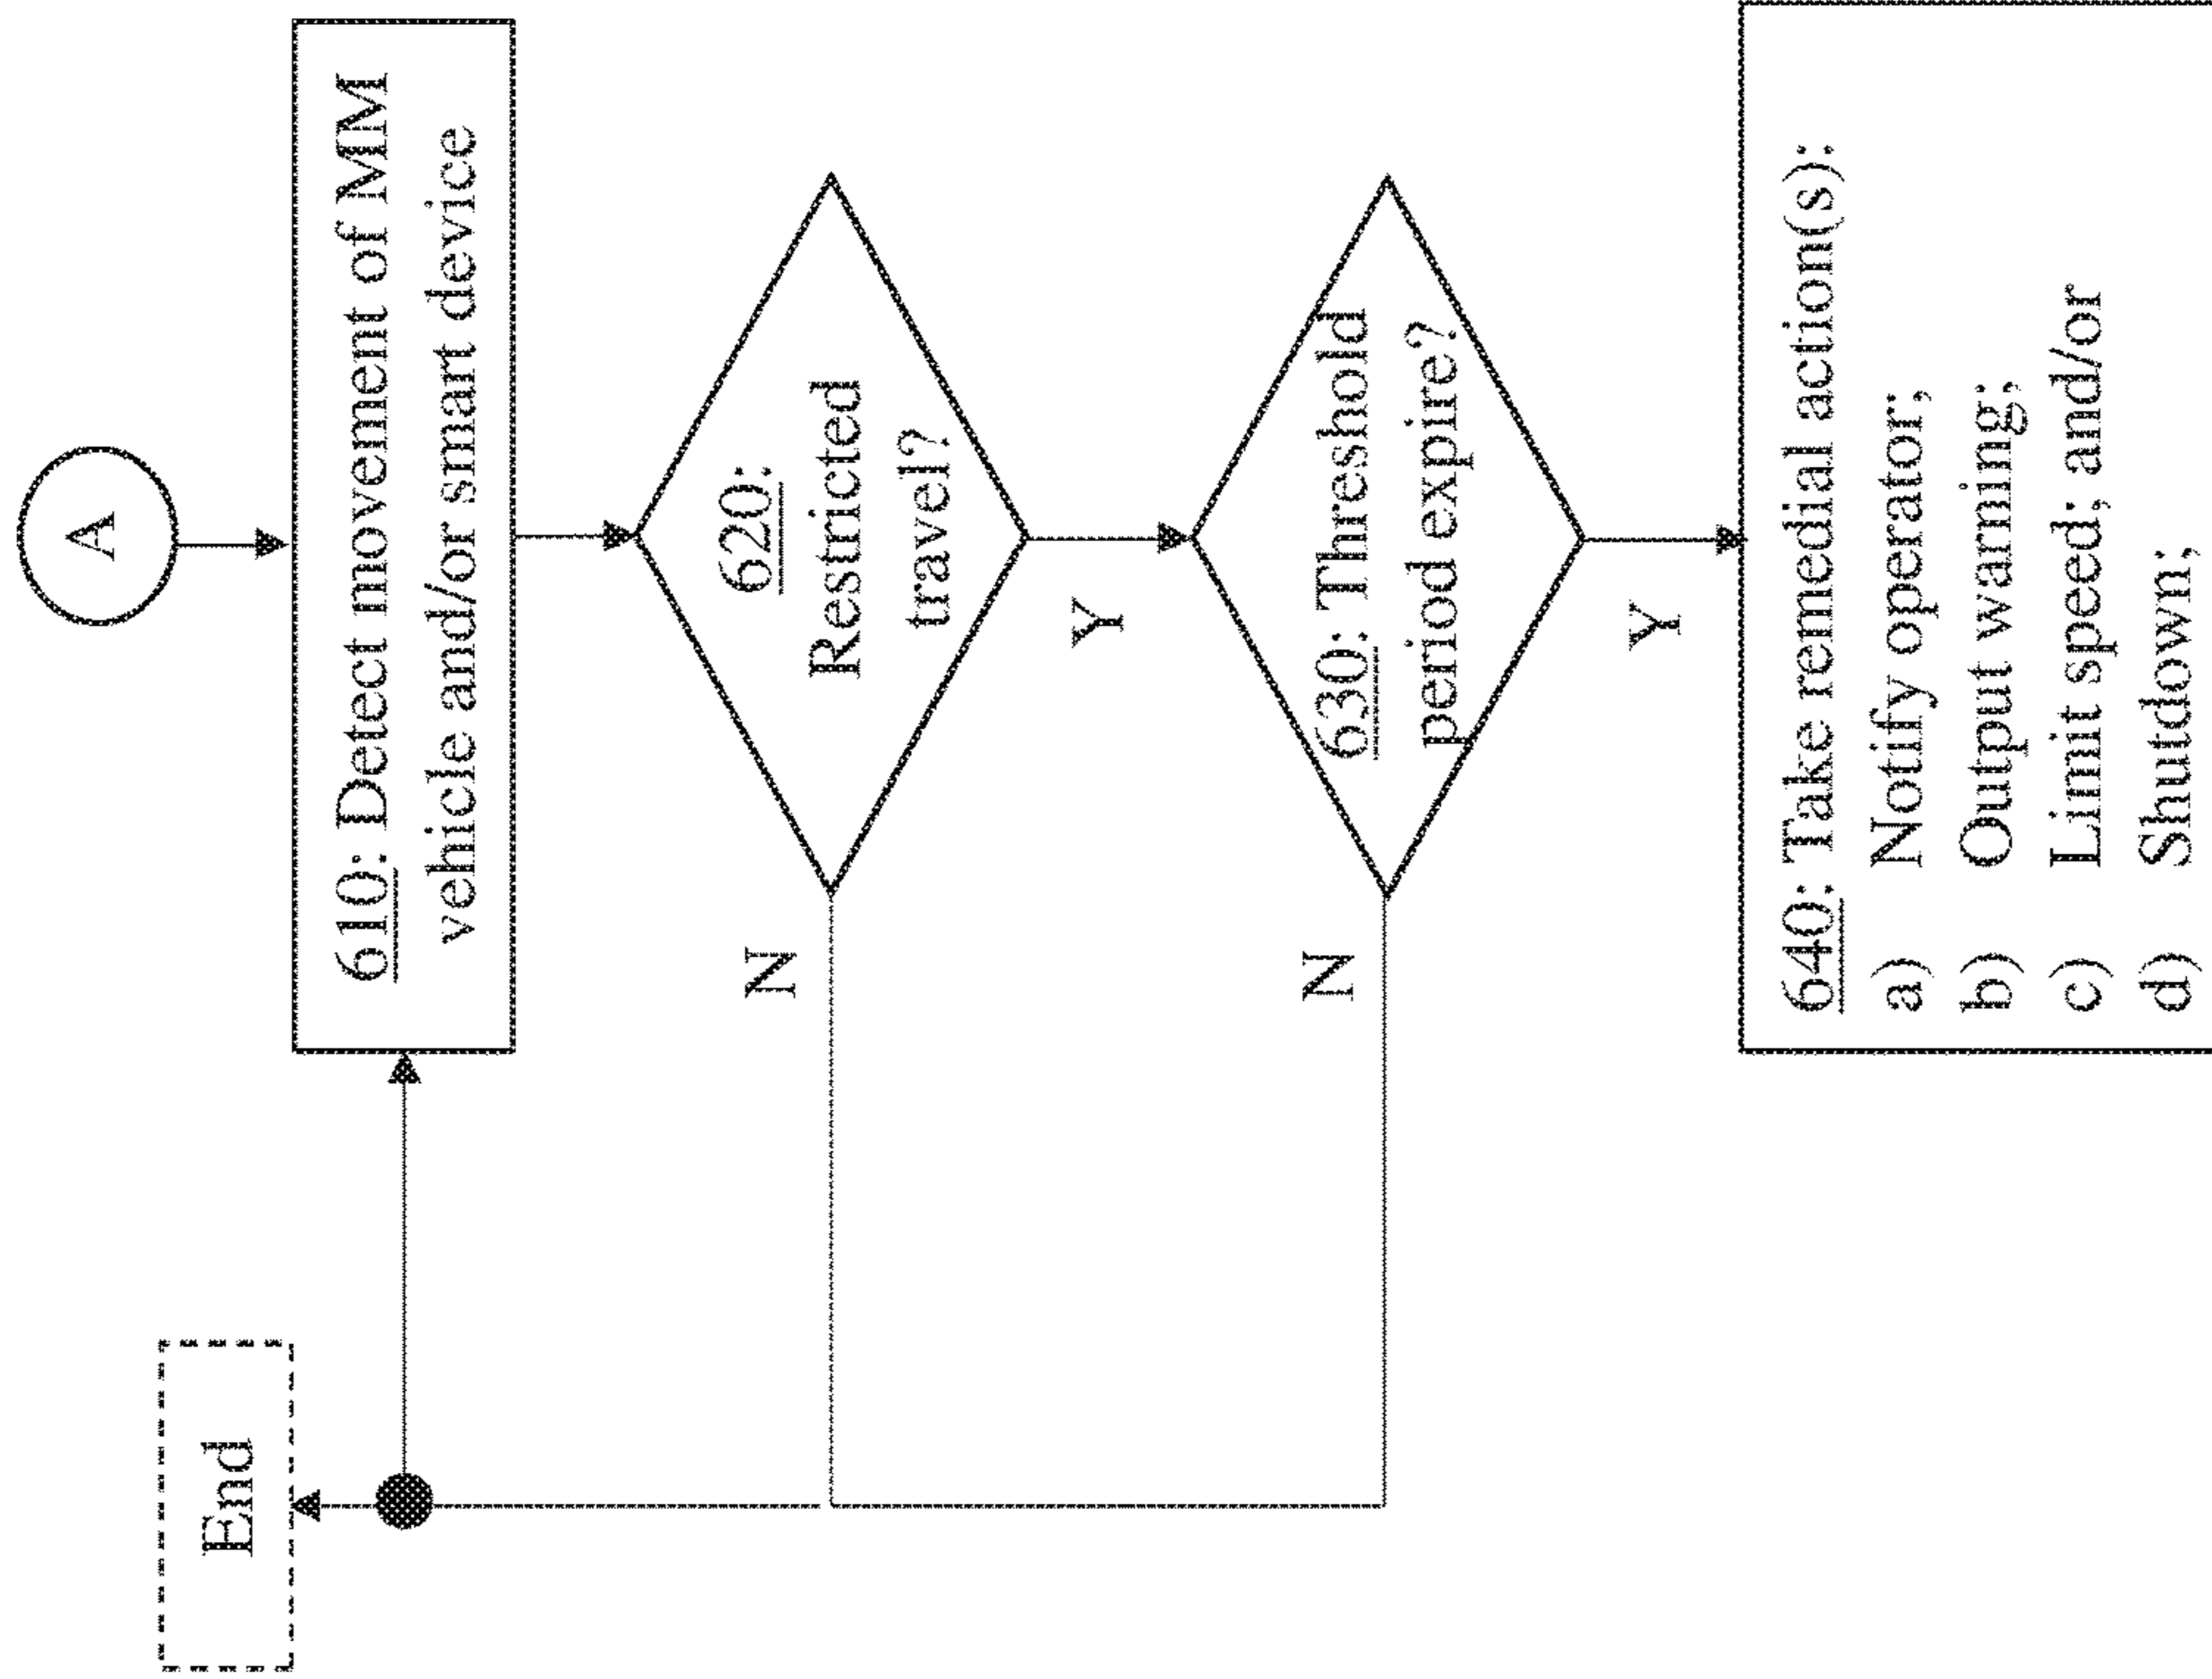 A
End
610: Detect movement of MM
vehicle and/or smart device
620:
Restricted
travel?
N
Y
630: Threshold
period expire?
N
Y
640: Take remedial action(s):
a) Notify operator;
b) Output warning;
c) Limit speed; and/or
d) Shutdown;